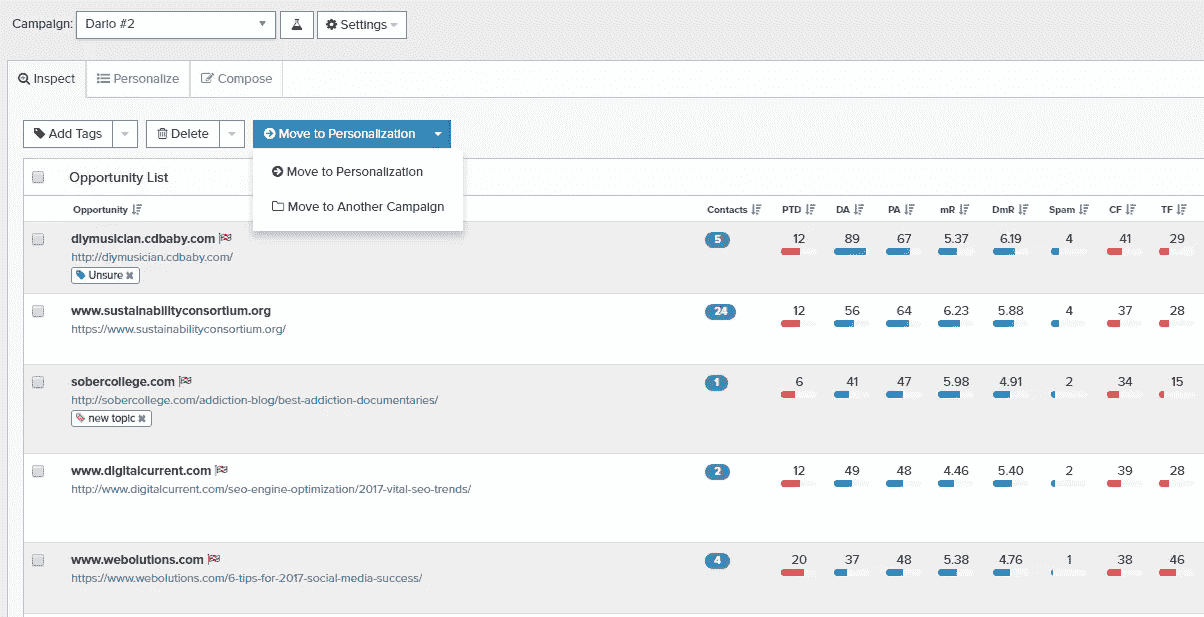 Campaign: Dario #2 Settings
Inspect Personalize Compose
Add Tags Delete Move to Personalization
Move to Personalization
Move to Another Campaign
Opportunity List
Opportunity Contacts PTD DA PA mR DmR Spam CF TF
diymusician.cdbaby.com 5 12 89 67 5.37 6.19 4 41 29
http://diymusician.cdbaby.com/
Unsure
www.sustainabilityconsortium.org 24 12 56 64 6.23 5.88 4 37 28
https://www.sustainabilityconsortium.org/
sobercollege.com 1 6 41 47 5.98 4.91 2 34 15
http://sobercollege.com/addiction-blog/best-addiction-documentaries/
new topic
www.digitalcurrent.com 2 12 49 48 4.46 5.40 2 39 28
http://www.digitalcurrent.com/seo-engine-optimization/2017-vital-seo-trends/
www.webolutions.com 4 20 37 48 5.38 4.76 1 38 46
https://www.webolutions.com/6-tips-for-2017-social-media-success/